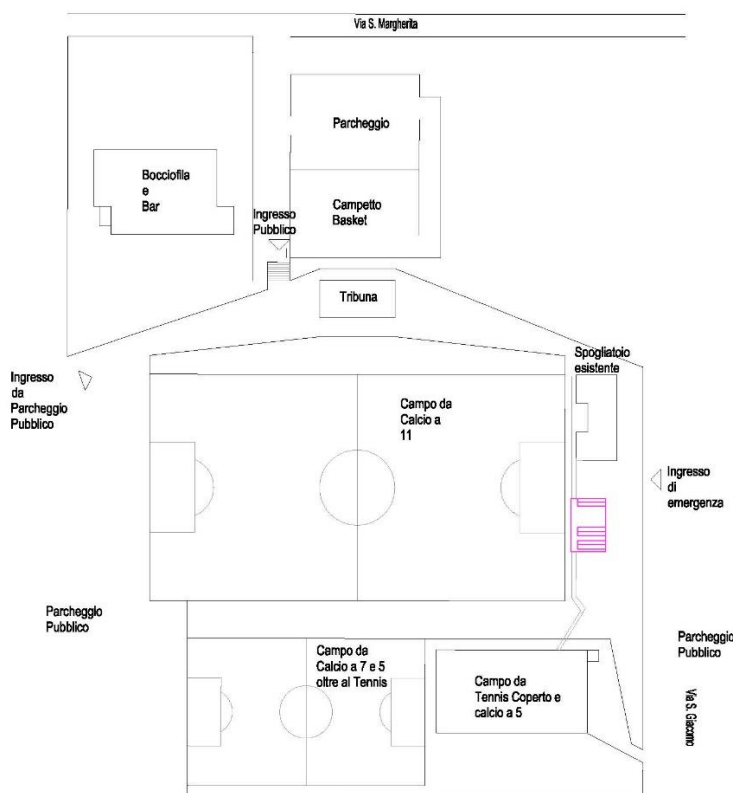 Via S. Margherita
Parcheggio
Bocciofila
e
Bar
Campetto
Basket
Ingresso
Pubblico
Tribuna
Spogliatoio
esistente
Ingresso
da
Parcheggio
Pubblico
Campo da
Calcio a
11
Ingresso
di
emergenza
Parcheggio
Pubblico
Parcheggio
Pubblico
Campo da
Calcio a 7 e 5
oltre al Tennis
Campo da
Tennis Coperto e
calcio a 5
Via S. Giacomo